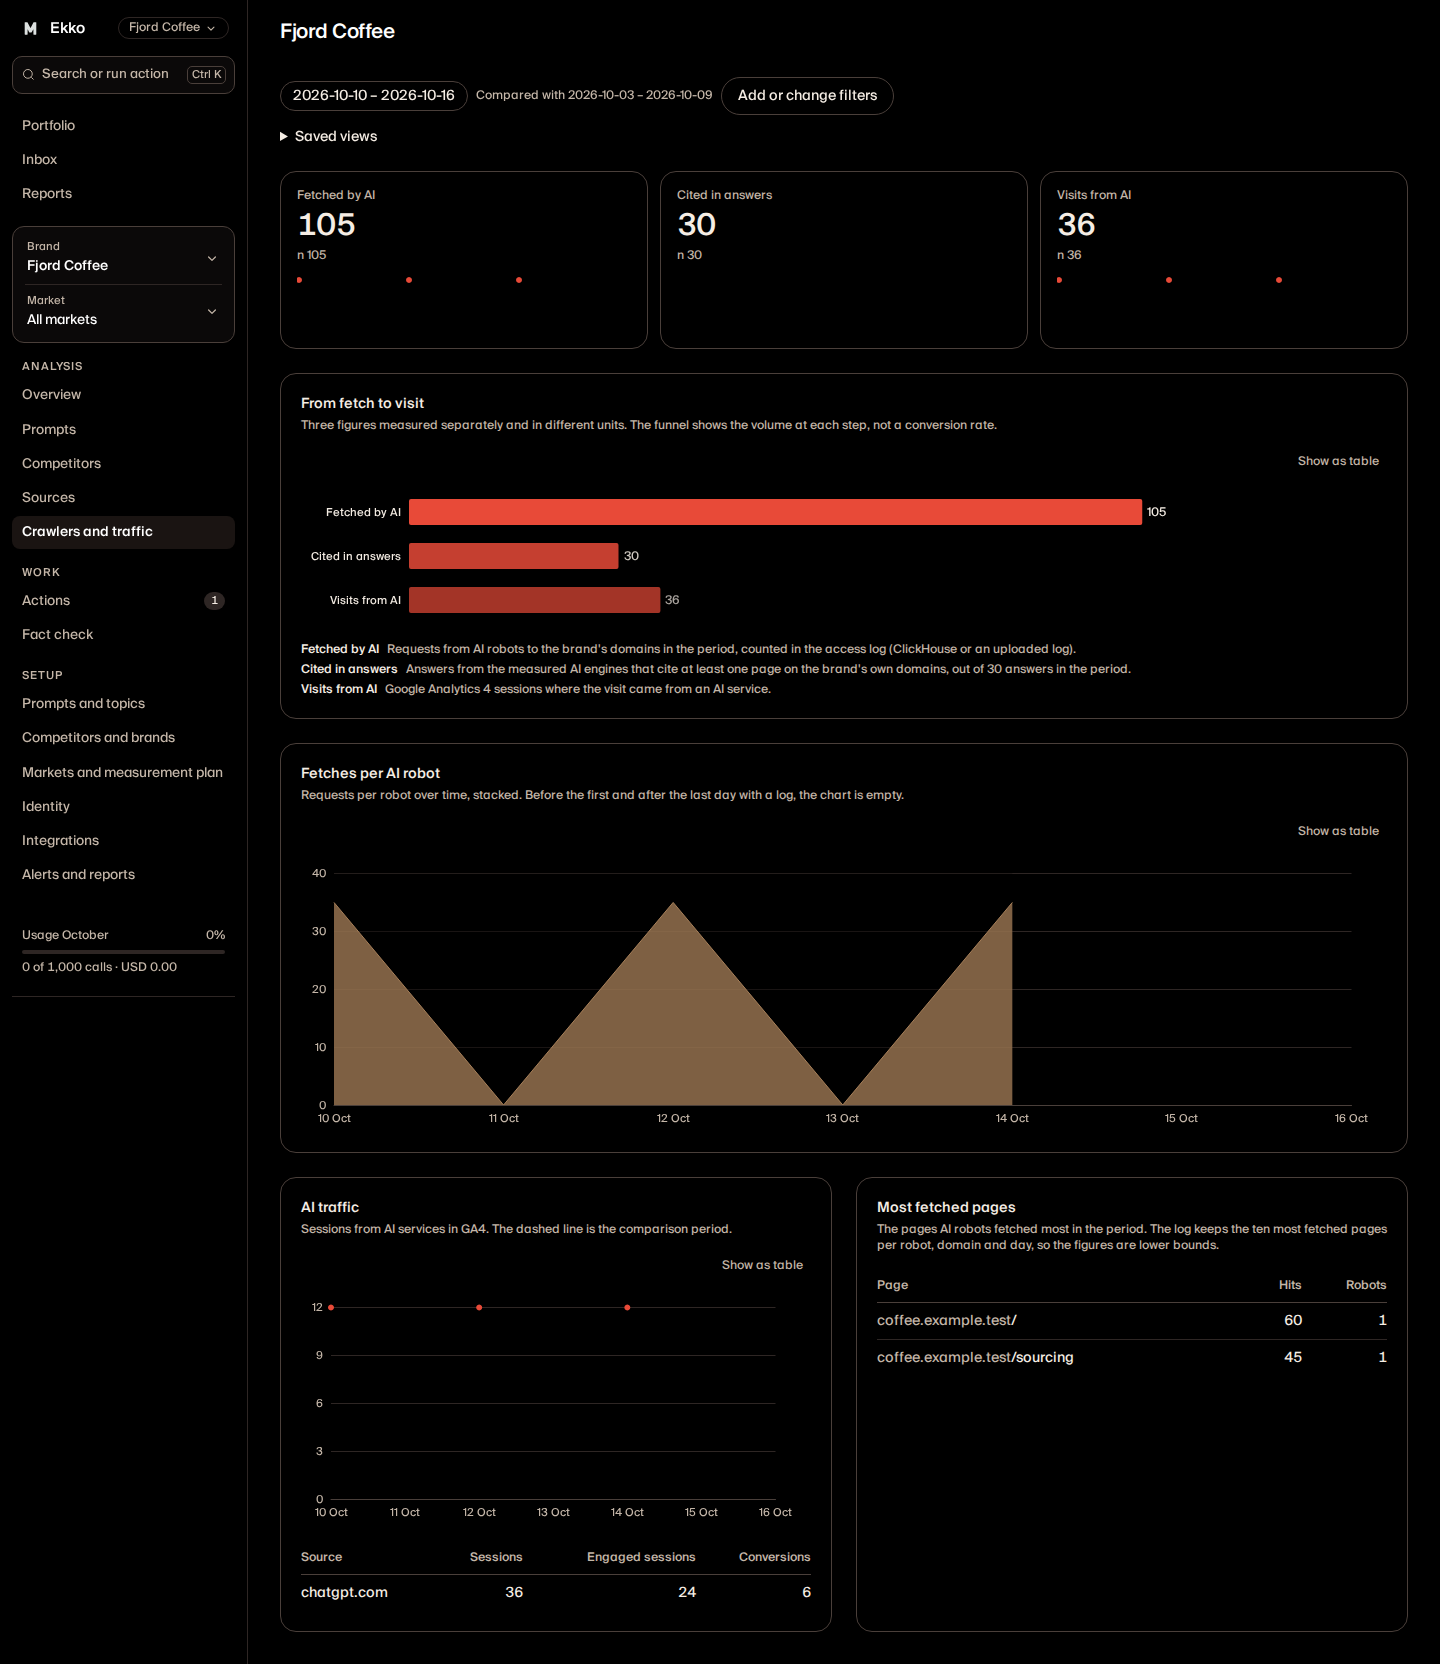 Ekko
Fjord Coffee
Search or run action
Ctrl K
Portfolio
Inbox
Reports
Brand
Fjord Coffee
Market
All markets
ANALYSIS
Overview
Prompts
Competitors
Sources
Crawlers and traffic
WORK
Actions
1
Fact check
SETUP
Prompts and topics
Competitors and brands
Markets and measurement plan
Identity
Integrations
Alerts and reports
Usage October
0%
0 of 1,000 calls · USD 0.00
Fjord Coffee
2026-10-10 – 2026-10-16
Compared with 2026-10-03 – 2026-10-09
Add or change filters
Saved views
Fetched by AI
105
n 105
Cited in answers
30
n 30
Visits from AI
36
n 36
From fetch to visit
Three figures measured separately and in different units. The funnel shows the volume at each step, not a conversion rate.
Show as table
Fetched by AI
105
Cited in answers
30
Visits from AI
36
Fetched by AI Requests from AI robots to the brand's domains in the period, counted in the access log (ClickHouse or an uploaded log).
Cited in answers Answers from the measured AI engines that cite at least one page on the brand's own domains, out of 30 answers in the period.
Visits from AI Google Analytics 4 sessions where the visit came from an AI service.
Fetches per AI robot
Requests per robot over time, stacked. Before the first and after the last day with a log, the chart is empty.
Show as table
40
30
20
10
0
10 Oct
11 Oct
12 Oct
13 Oct
14 Oct
15 Oct
16 Oct
AI traffic
Sessions from AI services in GA4. The dashed line is the comparison period.
Show as table
12
9
6
3
0
10 Oct
11 Oct
12 Oct
13 Oct
14 Oct
15 Oct
16 Oct
Source Sessions Engaged sessions Conversions
chatgpt.com 36 24 6
Most fetched pages
The pages AI robots fetched most in the period. The log keeps the ten most fetched pages
per robot, domain and day, so the figures are lower bounds.
Page Hits Robots
coffee.example.test/ 60 1
coffee.example.test/sourcing 45 1